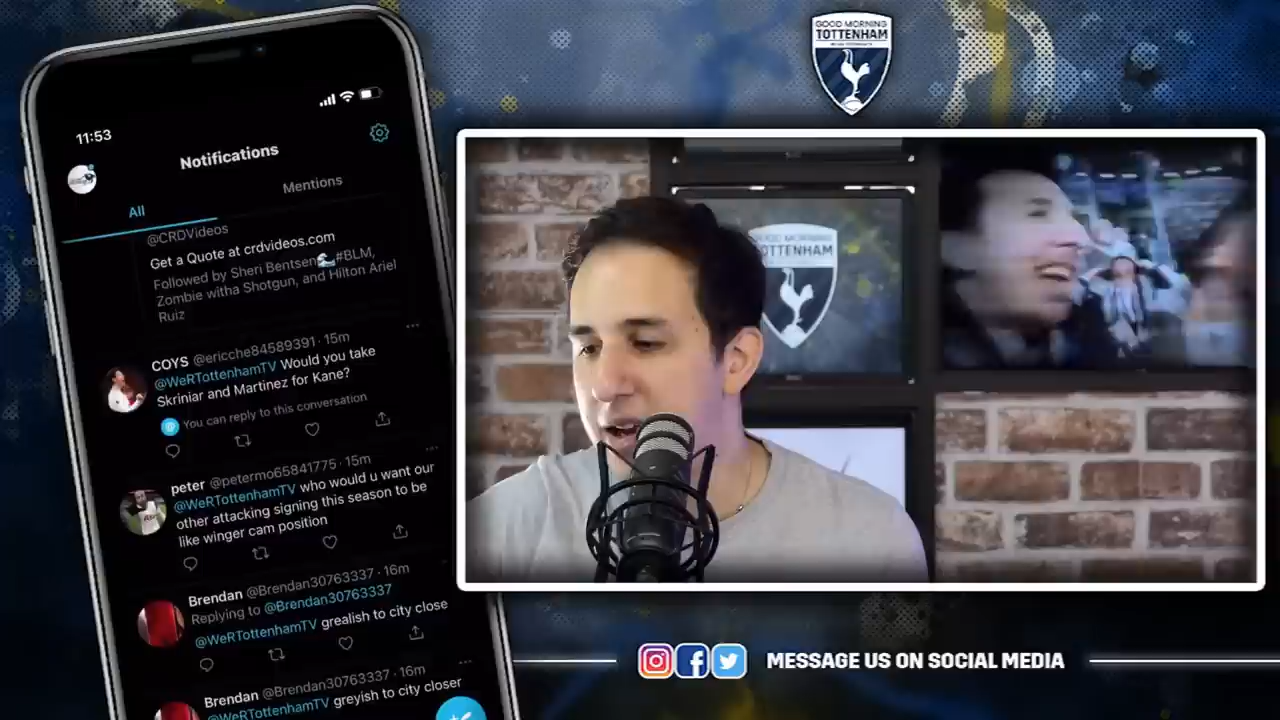 GOOD MORNING
TOTTENHAM
11:53
Notifications
All
Mentions
@CRDVideos
Get a Quote at crdvideos.com
Followed by Sheri Bentsen🌊#BLM,
Zombie witha Shotgun, and Hilton Ariel
Ruiz
COYS @ericche84589391 · 15m
@WeRTottenhamTV Would you take
Skriniar and Martinez for Kane?
You can reply to this conversation
peter @petermo65841775 · 15m
@WeRTottenhamTV who would u want our
other attacking signing this season to be
like winger cam position
Brendan @Brendan30763337 · 16m
Replying to @Brendan30763337
@WeRTottenhamTV grealish to city close
Brendan @Brendan30763337 · 16m
@WeRTottenhamTV greyish to city closer
GOOD MORNING
TOTTENHAM
MESSAGE US ON SOCIAL MEDIA